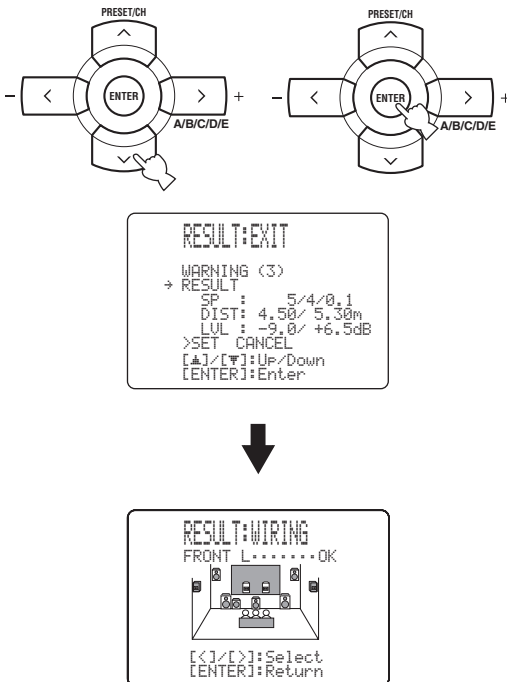 PRESET/CH PRESET/CH
ENTER ENTER
- + - +
A/B/C/D/E A/B/C/D/E
RESULT:EXIT
WARNING (3)
→ RESULT
SP : 5/4/0.1
DIST: 4.50/ 5.30m
LVL : -9.0/ +6.5dB
>SET CANCEL
[▲]/[▼]:Up/Down
[ENTER]:Enter
RESULT:WIRING
FRONT L·······OK
[<]/[>]:Select
[ENTER]:Return